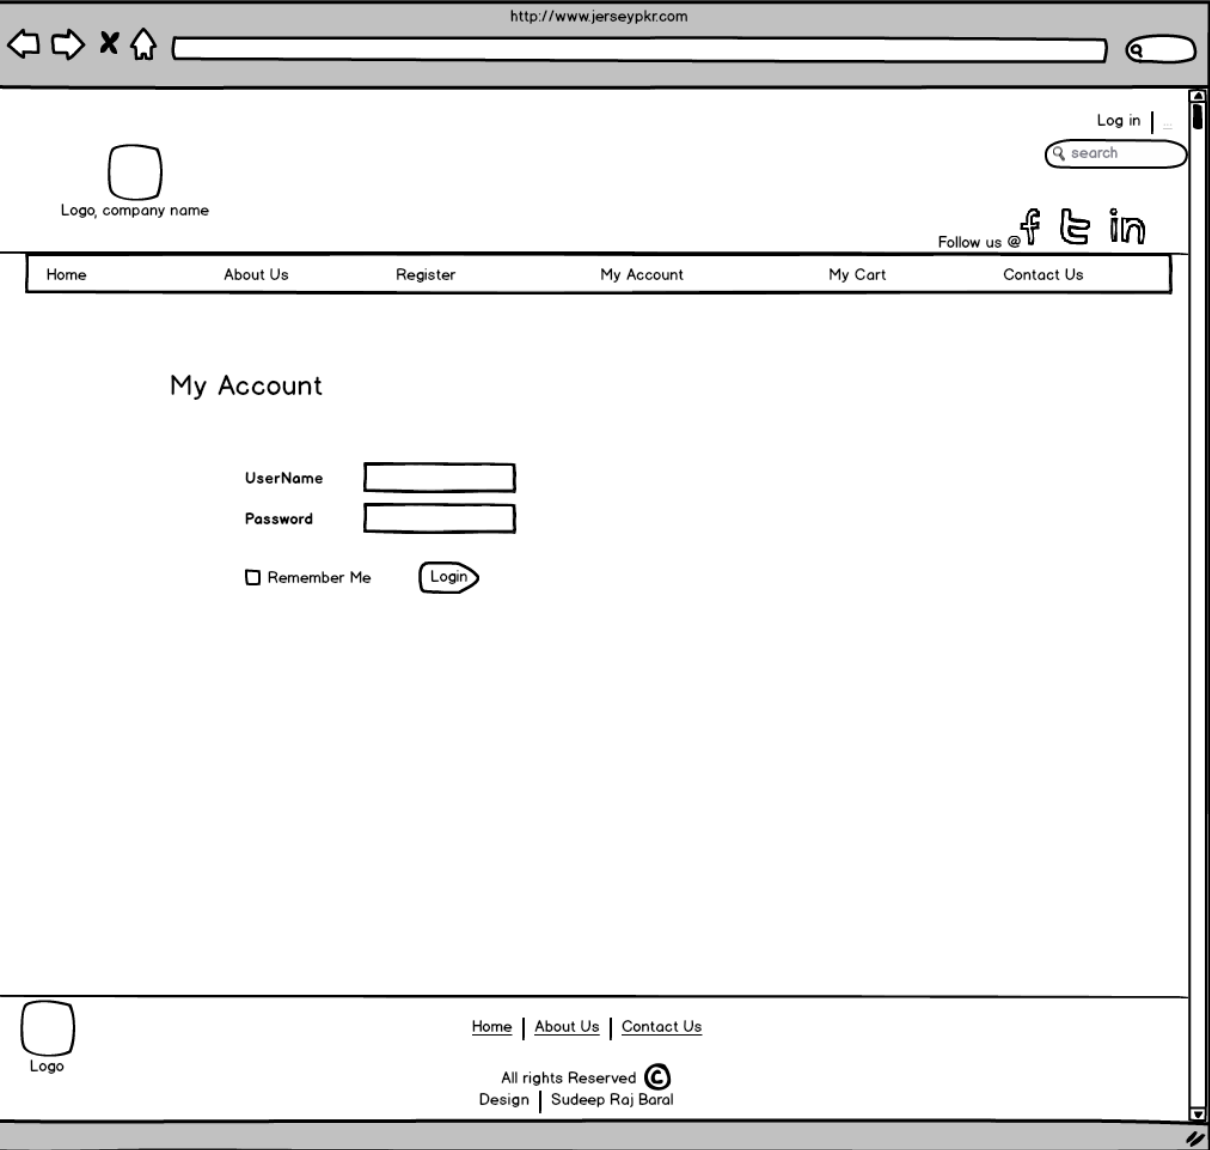 http://www.jerseypkr.com
Log in
search
Logo, company name
Follow us @
Home About Us Register My Account My Cart Contact Us
My Account
UserName
Password
Remember Me Login
Home About Us Contact Us
Logo
All rights Reserved ©
Design Sudeep Raj Baral